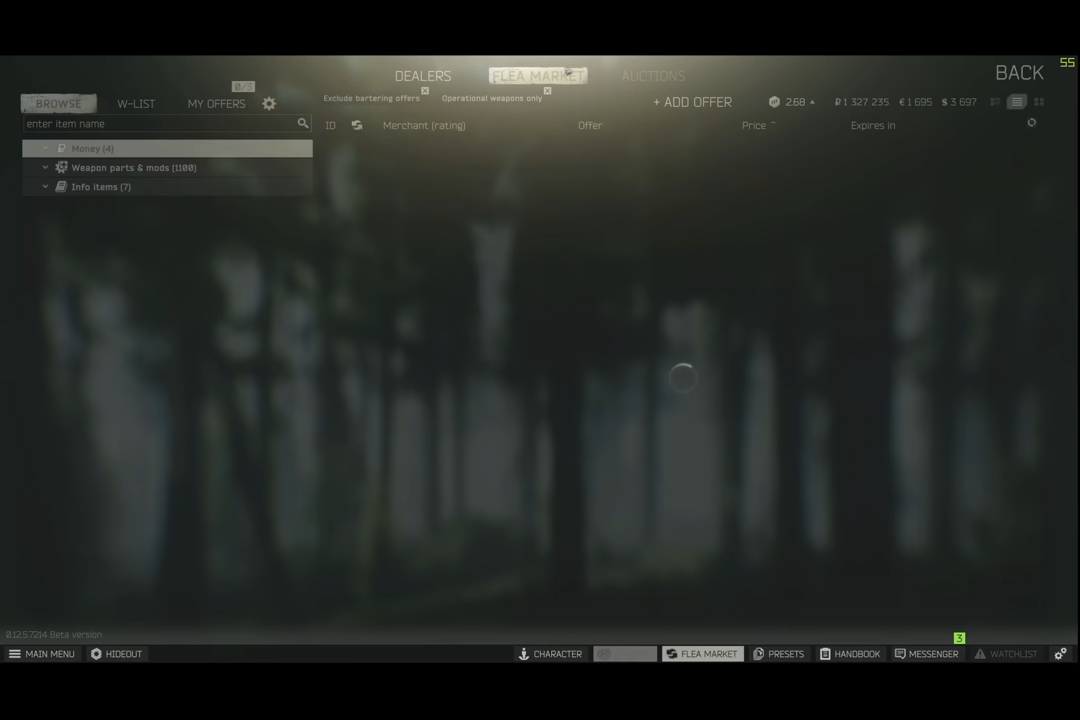 55
DEALERS FLEA MARKET AUCTIONS BACK
0/3
BROWSE W-LIST MY OFFERS Exclude bartering offers Operational weapons only + ADD OFFER 2.68 ₽ 1 327 235 € 1 695 $ 3 697
enter item name ID Merchant (rating) Offer Price Expires in
Money (4)
Weapon parts & mods (1100)
Info items (7)
0.12.5.7214 Beta version
3
MAIN MENU HIDEOUT CHARACTER FLEA MARKET PRESETS HANDBOOK MESSENGER WATCHLIST